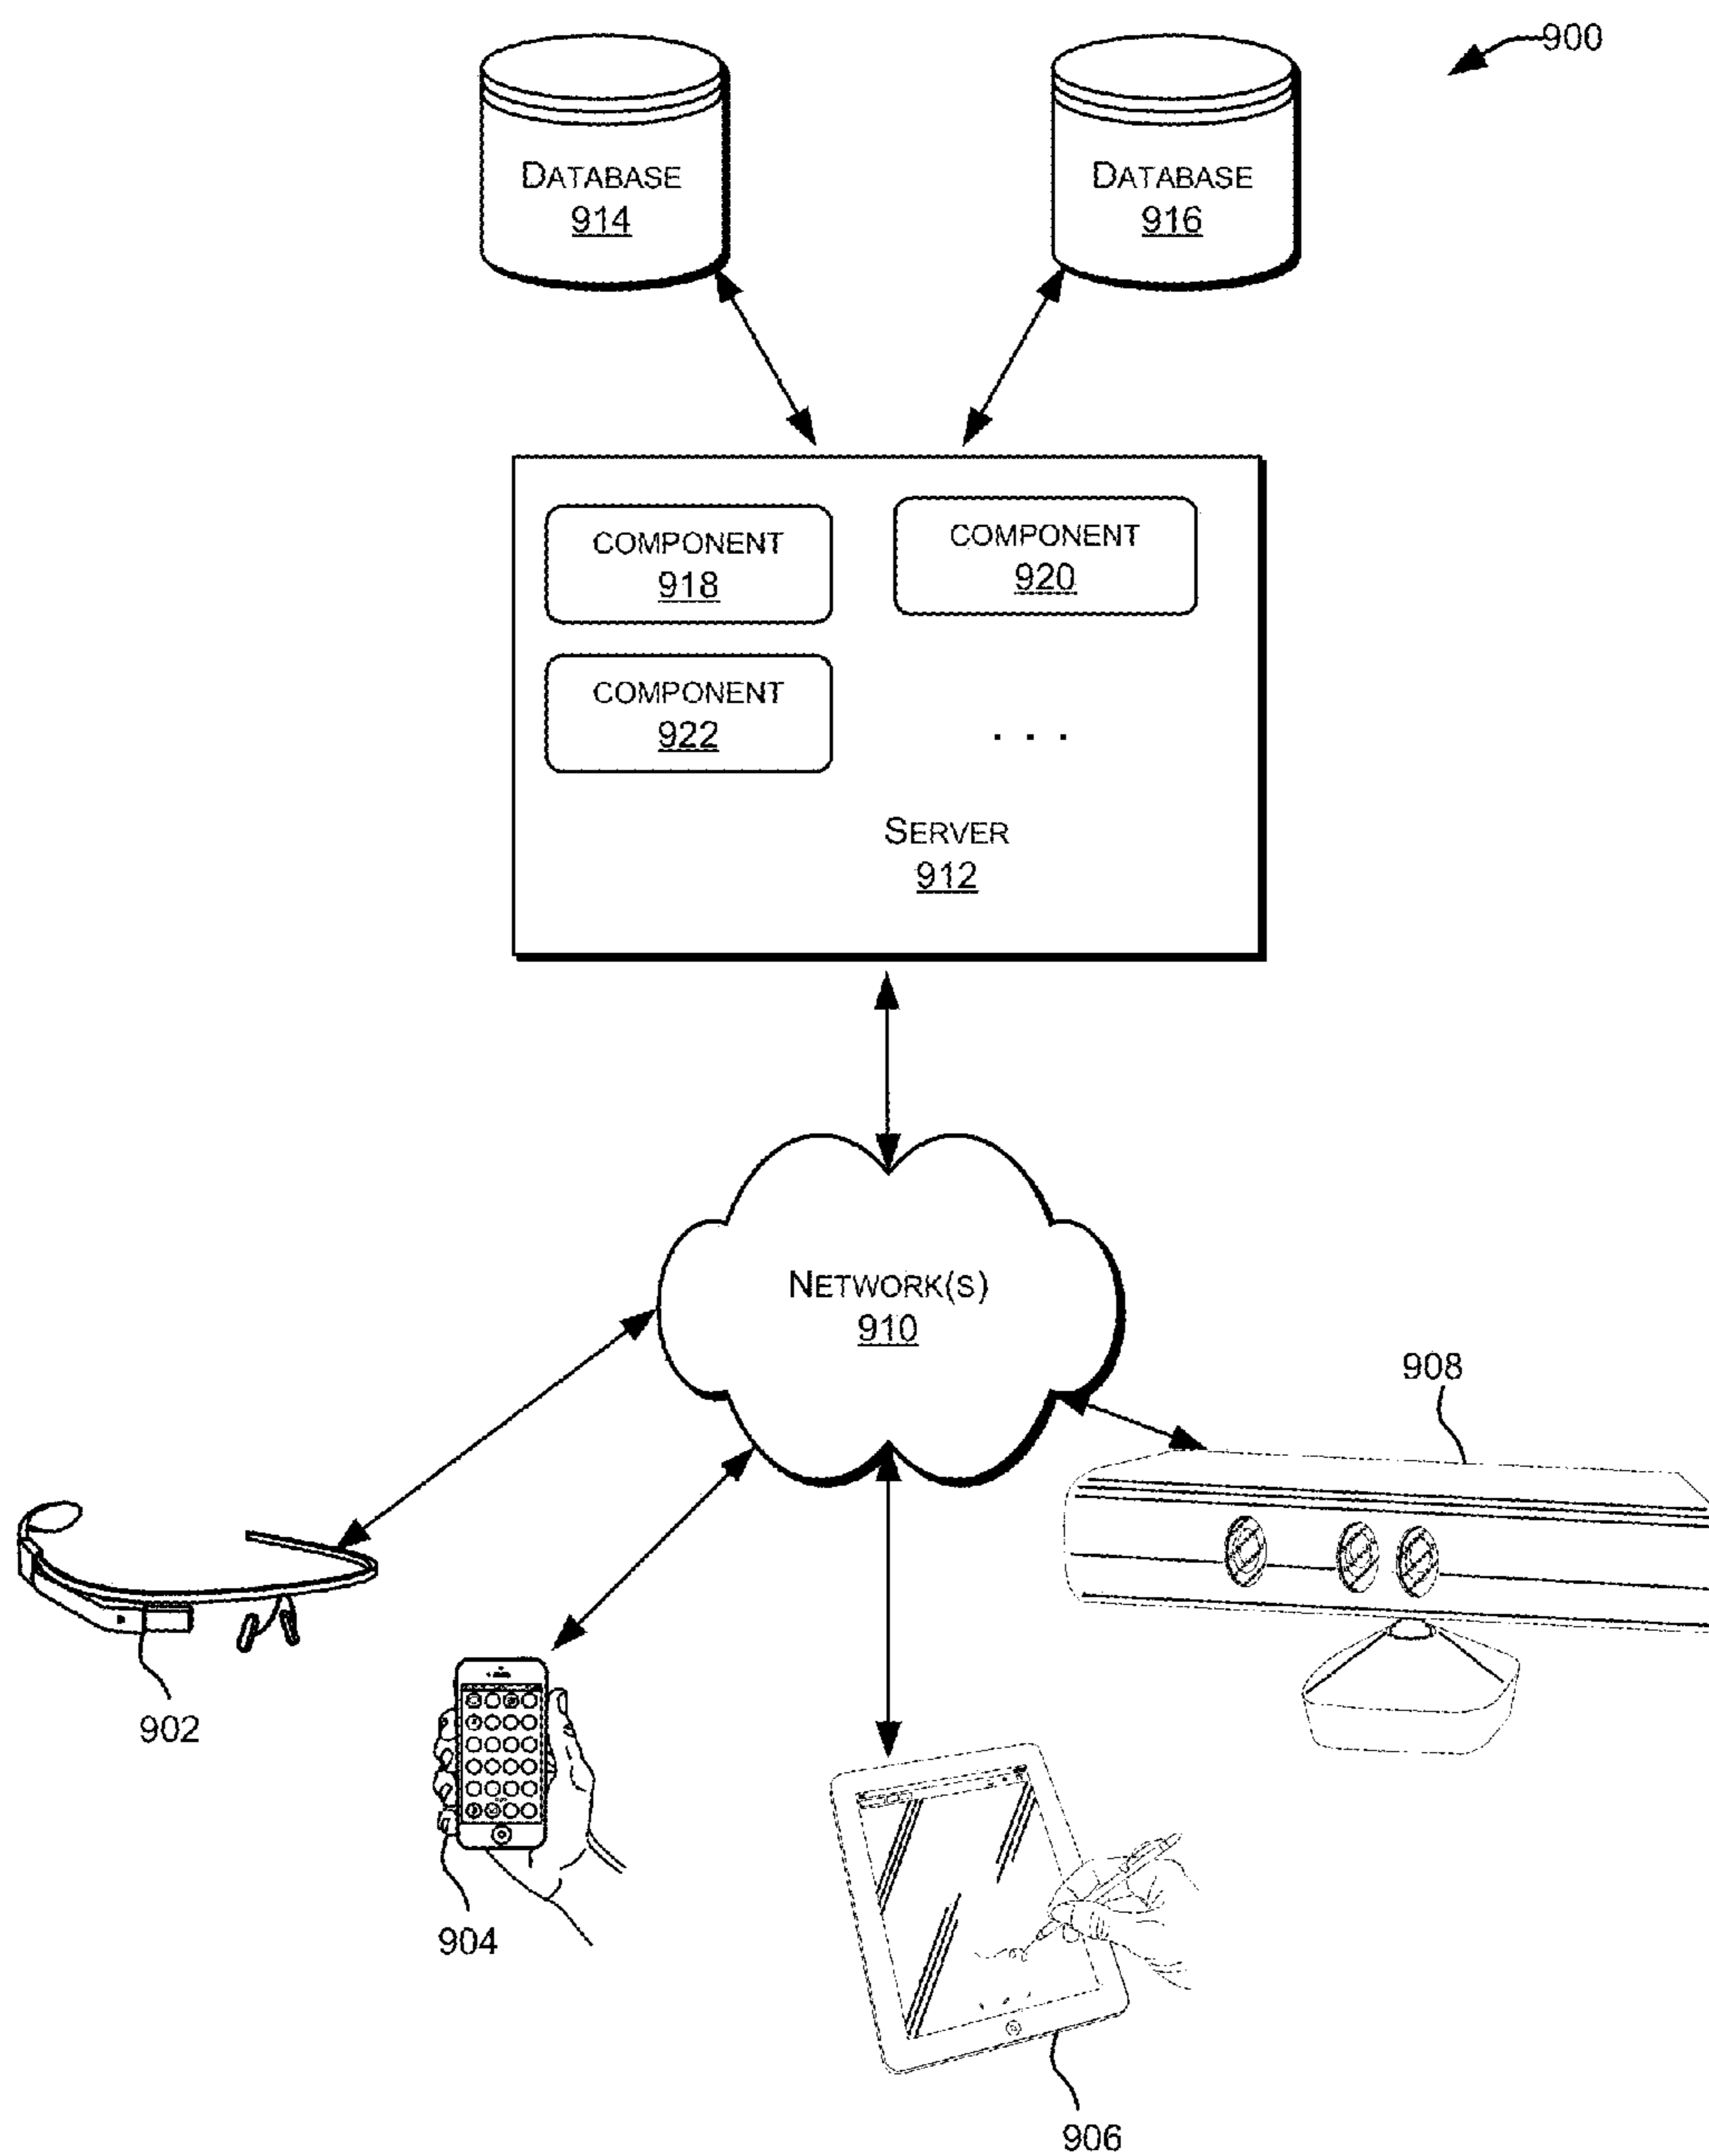 900
DATABASE
914
DATABASE
916
COMPONENT
918
COMPONENT
920
COMPONENT
922
. . .
SERVER
912
NETWORK(S)
910
908
902
904
906